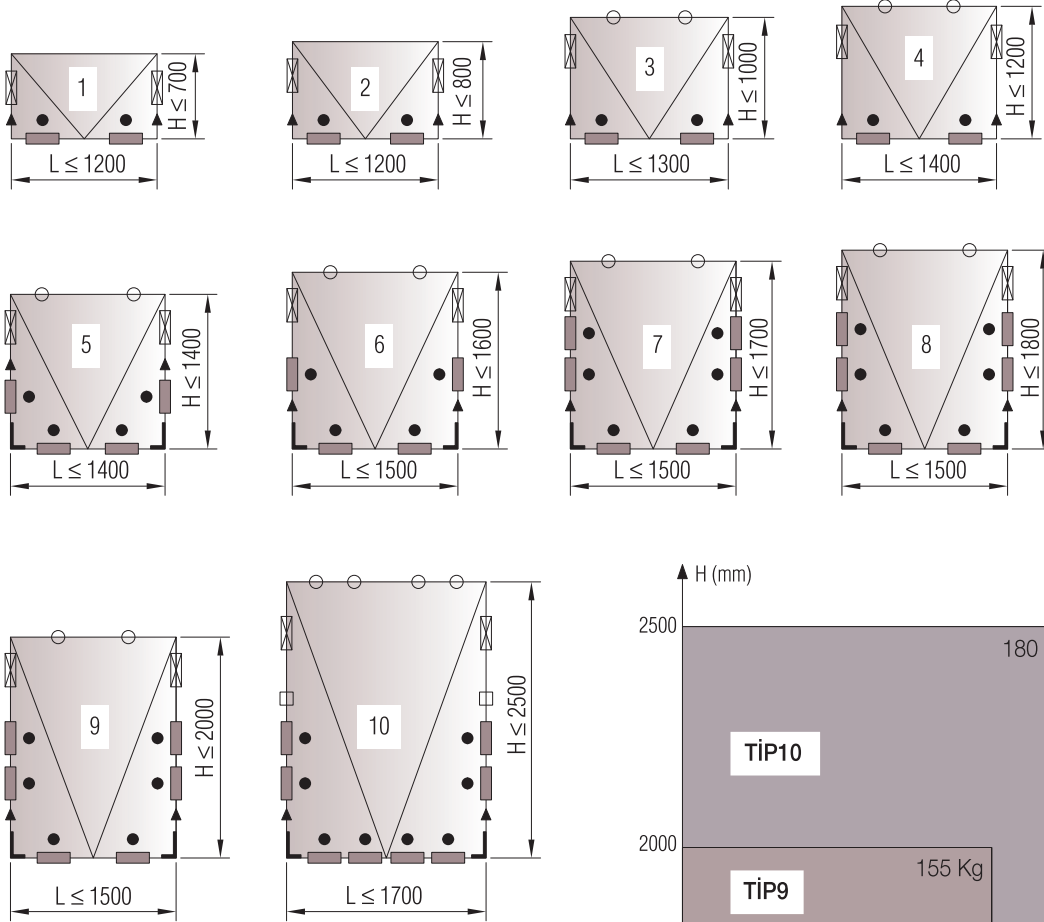 1
H ≤ 700
L ≤ 1200
2
H ≤ 800
L ≤ 1200
3
H ≤ 1000
L ≤ 1300
4
H ≤ 1200
L ≤ 1400
5
H ≤ 1400
L ≤ 1400
6
H ≤ 1600
L ≤ 1500
7
H ≤ 1700
L ≤ 1500
8
H ≤ 1800
L ≤ 1500
9
H ≤ 2000
L ≤ 1500
10
H ≤ 2500
L ≤ 1700
H (mm)
2500
180
TİP10
2000
155 Kg
TİP9